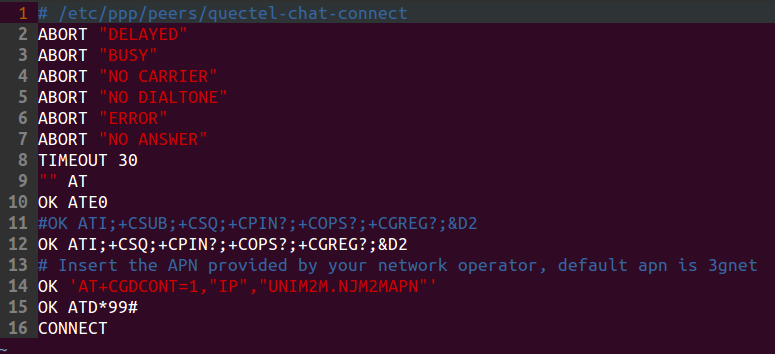 1 # /etc/ppp/peers/quectel-chat-connect
2 ABORT "DELAYED"
3 ABORT "BUSY"
4 ABORT "NO CARRIER"
5 ABORT "NO DIALTONE"
6 ABORT "ERROR"
7 ABORT "NO ANSWER"
8 TIMEOUT 30
9 "" AT
10 OK ATE0
11 #OK ATI;+CSUB;+CSQ;+CPIN?;+COPS?;+CGREG?;&D2
12 OK ATI;+CSQ;+CPIN?;+COPS?;+CGREG?;&D2
13 # Insert the APN provided by your network operator, default apn is 3gnet
14 OK 'AT+CGDCONT=1,"IP","UNIM2M.NJM2MAPN"'
15 OK ATD*99#
16 CONNECT
~